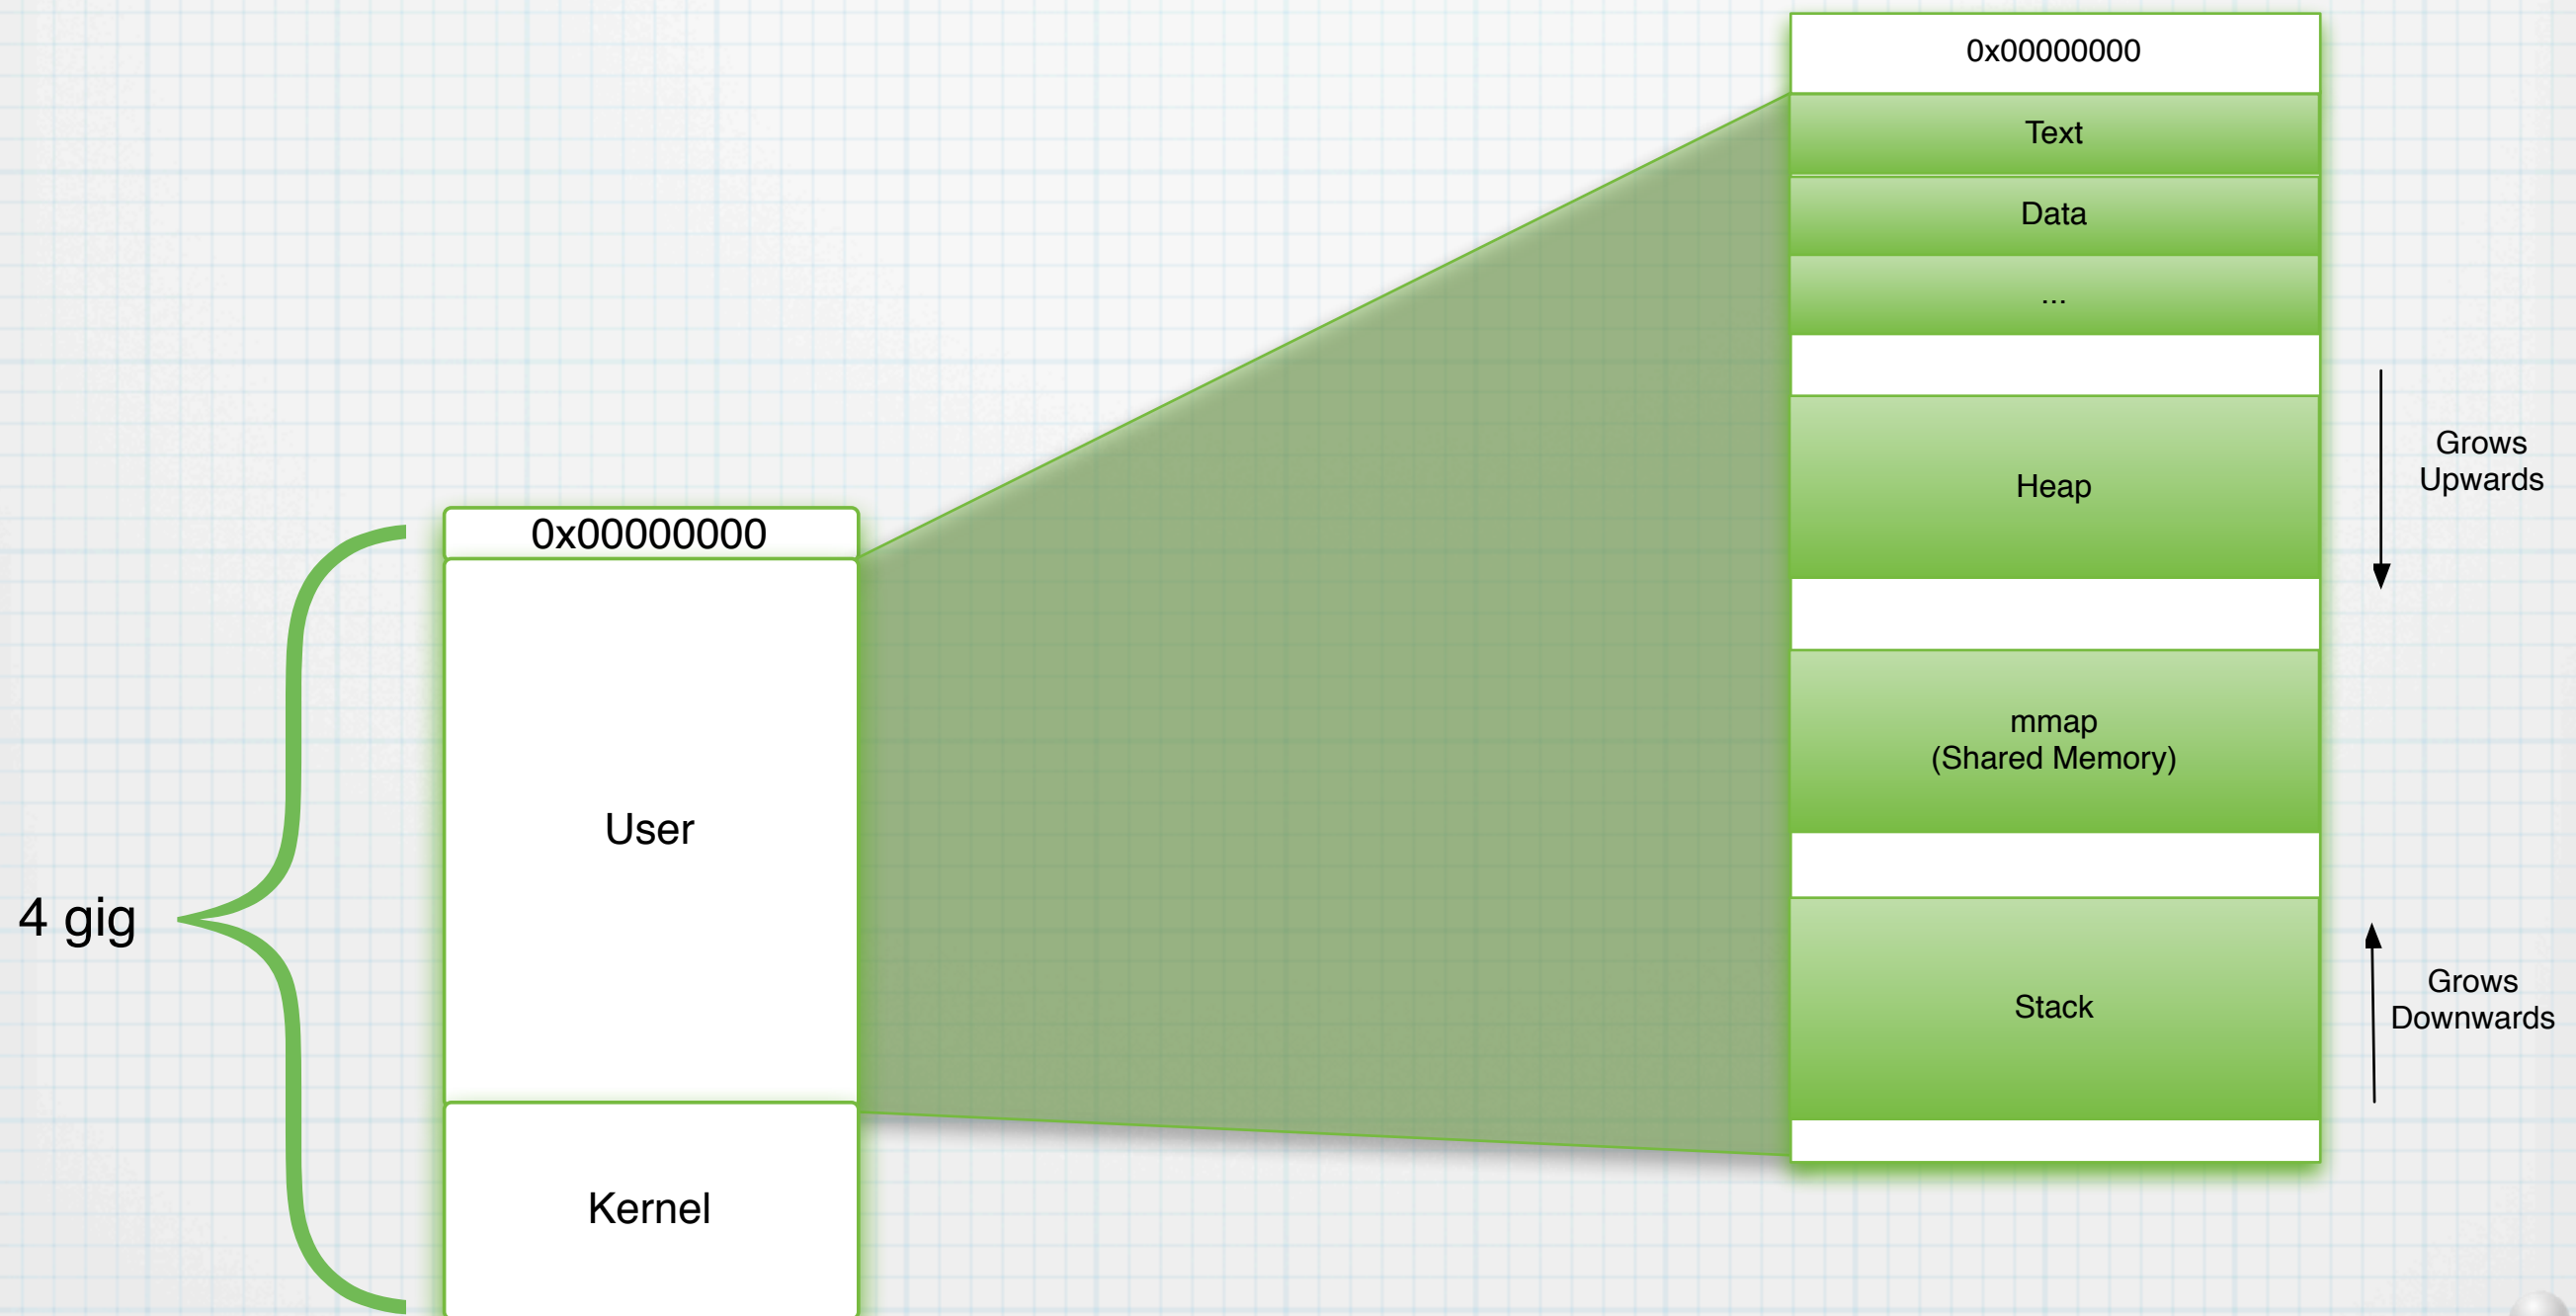 4 gig
0x00000000
User
Kernel
0x00000000
Text
Data
...
Heap
mmap
(Shared Memory)
Stack
Grows
Upwards
Grows
Downwards